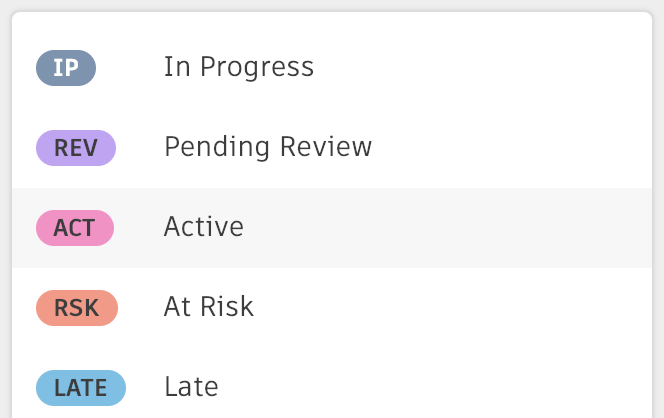 IP In Progress
REV Pending Review
ACT Active
RSK At Risk
LATE Late